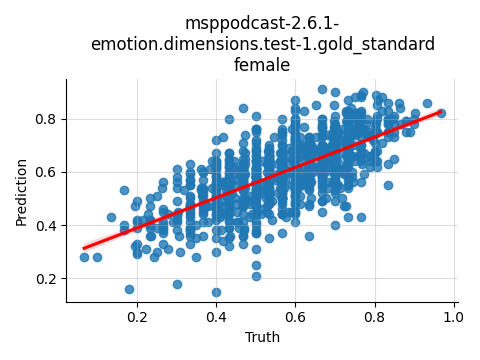 msppodcast-2.6.1-
emotion.dimensions.test-1.gold_standard
female
0.8
0.6
0.4
0.2
Prediction
0.2 0.4 0.6 0.8 1.0
Truth